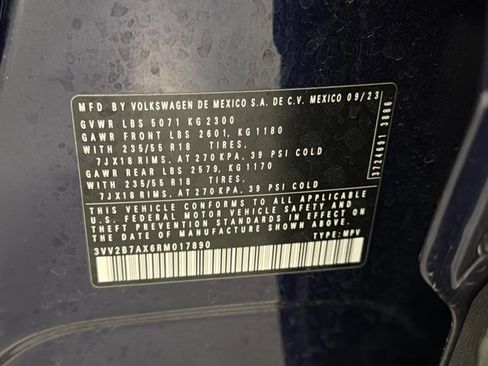 MFD BY VOLKSWAGEN DE MEXICO S.A. DE C.V. MEXICO 09/23
GVWR LBS 5071 KG 2300
GAWR FRONT LBS 2601, KG 1180
WITH 235/55 R18 TIRES,
7JX18 RIMS, AT 270 KPA, 39 PSI COLD
GAWR REAR LBS 2579, KG 1170
WITH 235/55 R18 TIRES,
7JX18 RIMS, AT 270 KPA, 39 PSI COLD
THIS VEHICLE CONFORMS TO ALL APPLICABLE
U.S. FEDERAL MOTOR VEHICLE SAFETY AND
THEFT PREVENTION STANDARDS IN EFFECT ON
THE DATE OF MANUFACTURE SHOWN ABOVE.
3VV2B7AX6RM017890 TYPE: MPV
3724691 3886